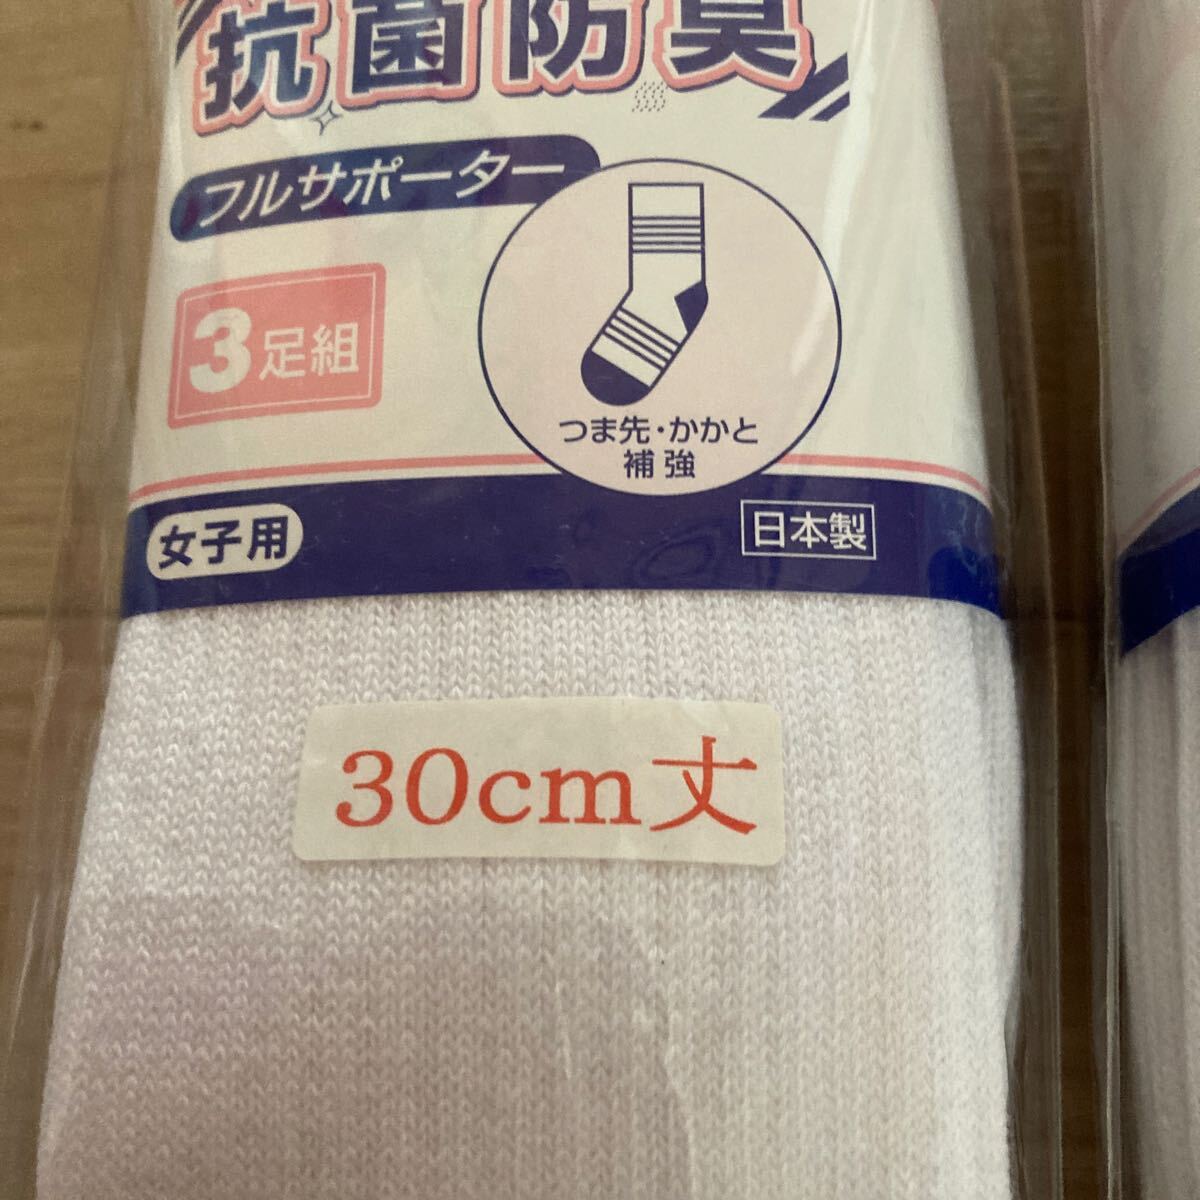 抗菌防臭
フルサポーター
3足組
つま先・かかと
補強
女子用
日本製
30cm丈